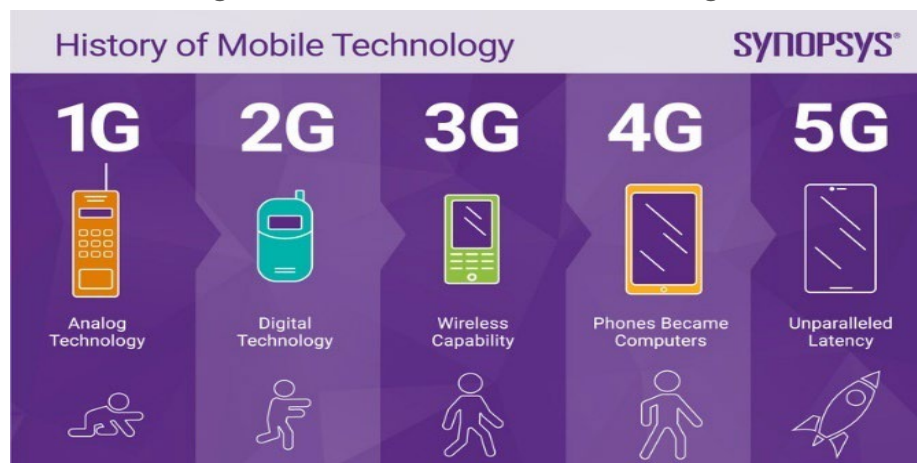 History of Mobile Technology
SYNOPSYS®
1G
2G
3G
4G
5G
Analog
Technology
Digital
Technology
Wireless
Capability
Phones Became
Computers
Unparalleled
Latency